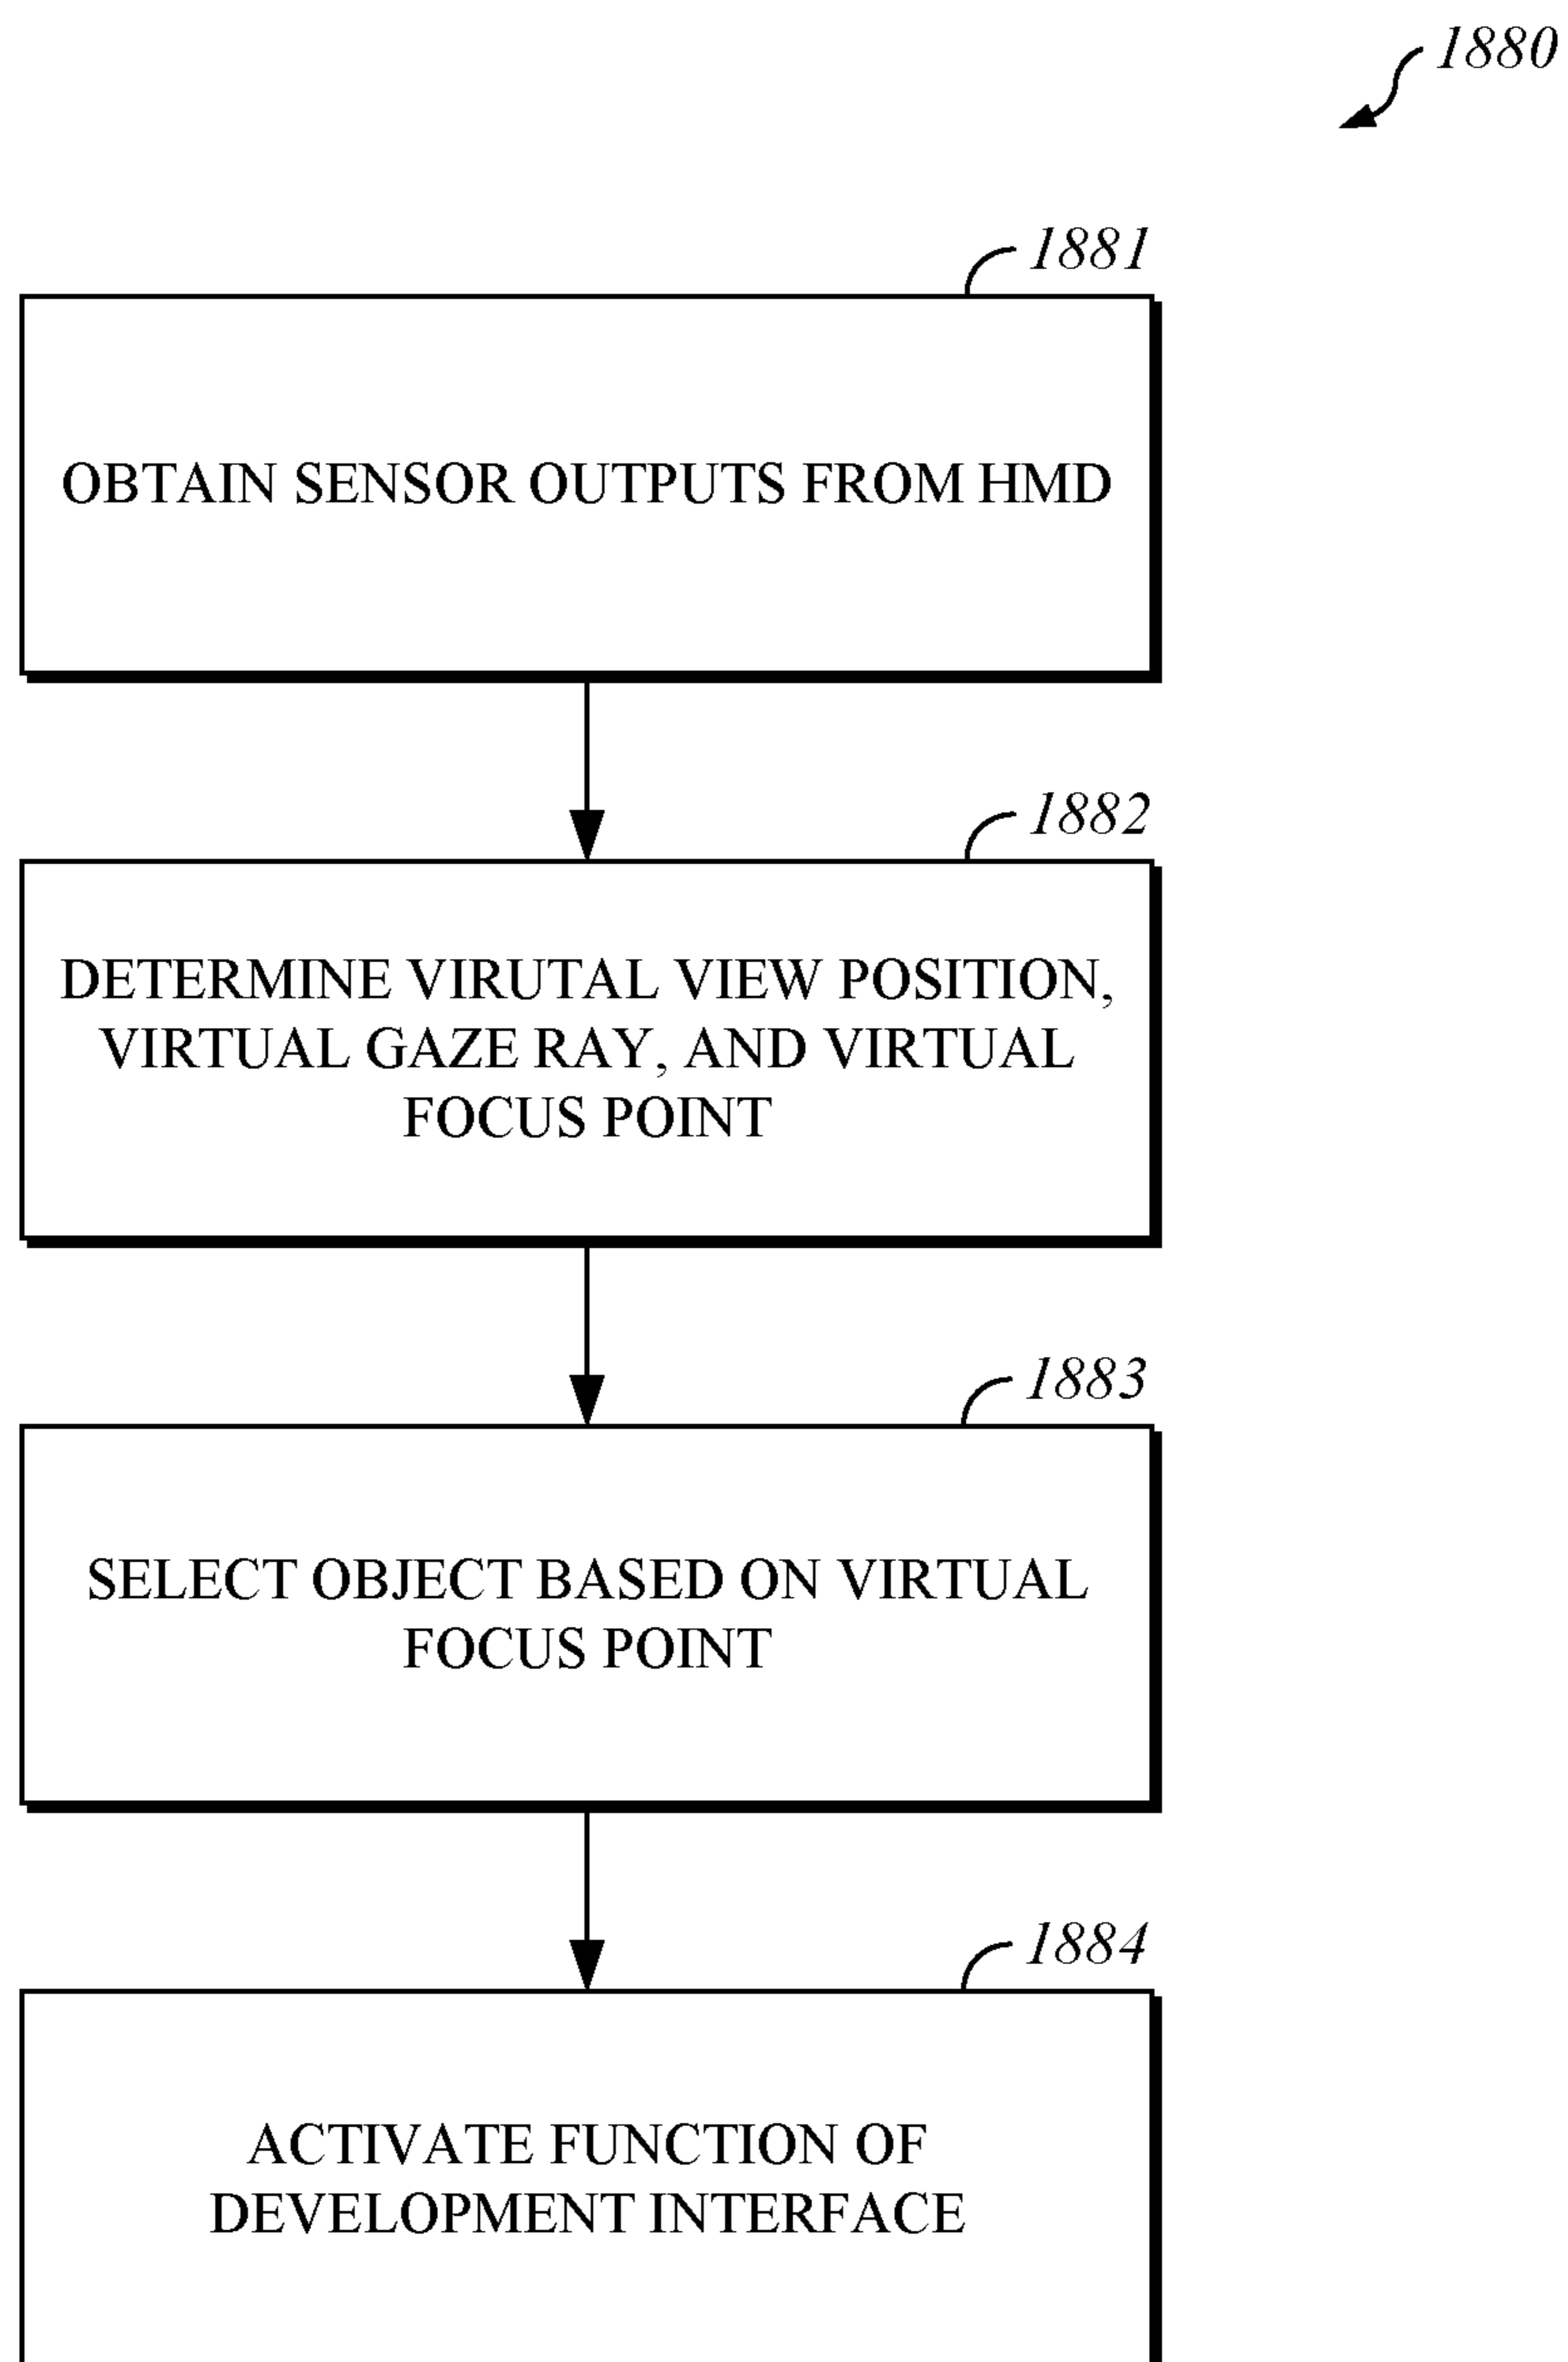 1880
1881
OBTAIN SENSOR OUTPUTS FROM HMD
1882
DETERMINE VIRUTAL VIEW POSITION,
VIRTUAL GAZE RAY, AND VIRTUAL
FOCUS POINT
1883
SELECT OBJECT BASED ON VIRTUAL
FOCUS POINT
1884
ACTIVATE FUNCTION OF
DEVELOPMENT INTERFACE